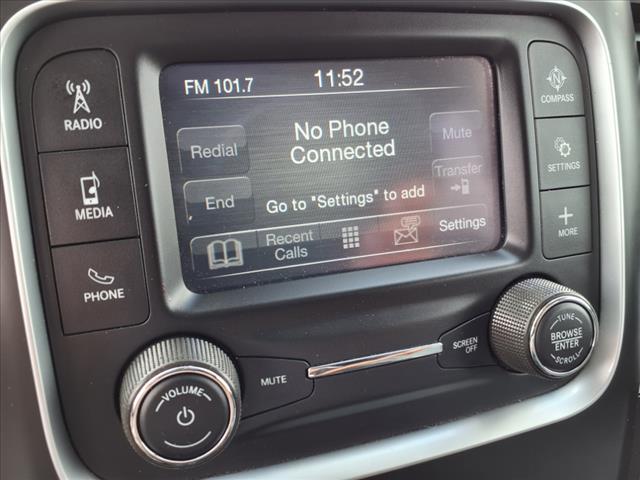 FM 101.7
11:52
No Phone
Connected
Redial
Mute
End
Transfer
Go to "Settings" to add
Recent
Calls
Settings
RADIO
MEDIA
PHONE
N
COMPASS
SETTINGS
+
MORE
VOLUME
MUTE
SCREEN
OFF
TUNE
BROWSE
ENTER
SCROLL